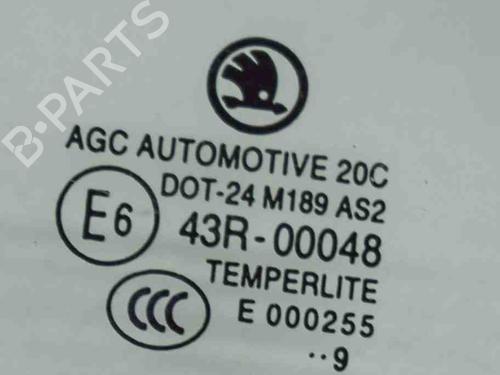 B·PARTS
AGC AUTOMOTIVE 20C
DOT-24 M189 AS2
E6 43R-00048
TEMPERLITE
CCC E 000255
··9